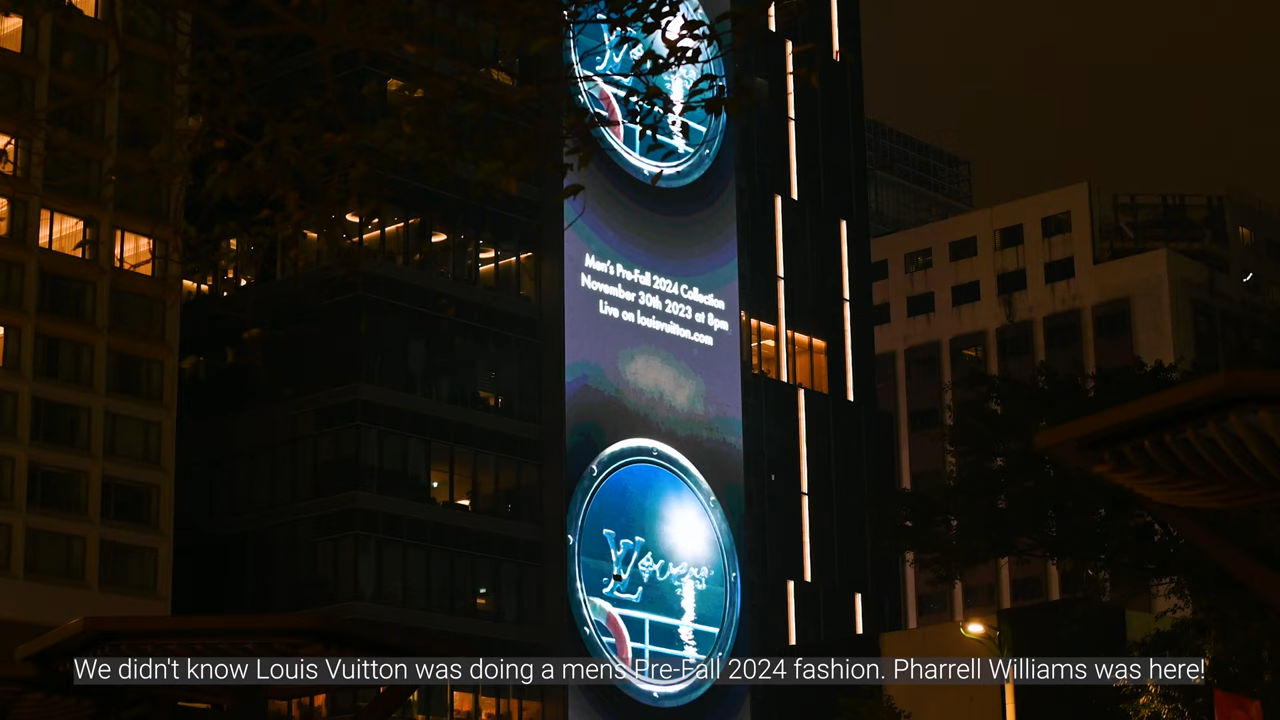 Men's Pre-Fall 2024 Collection
November 30th 2023 at 8pm
Live on louisvuitton.com
We didn't know Louis Vuitton was doing a mens Pre-Fall 2024 fashion. Pharrell Williams was here!